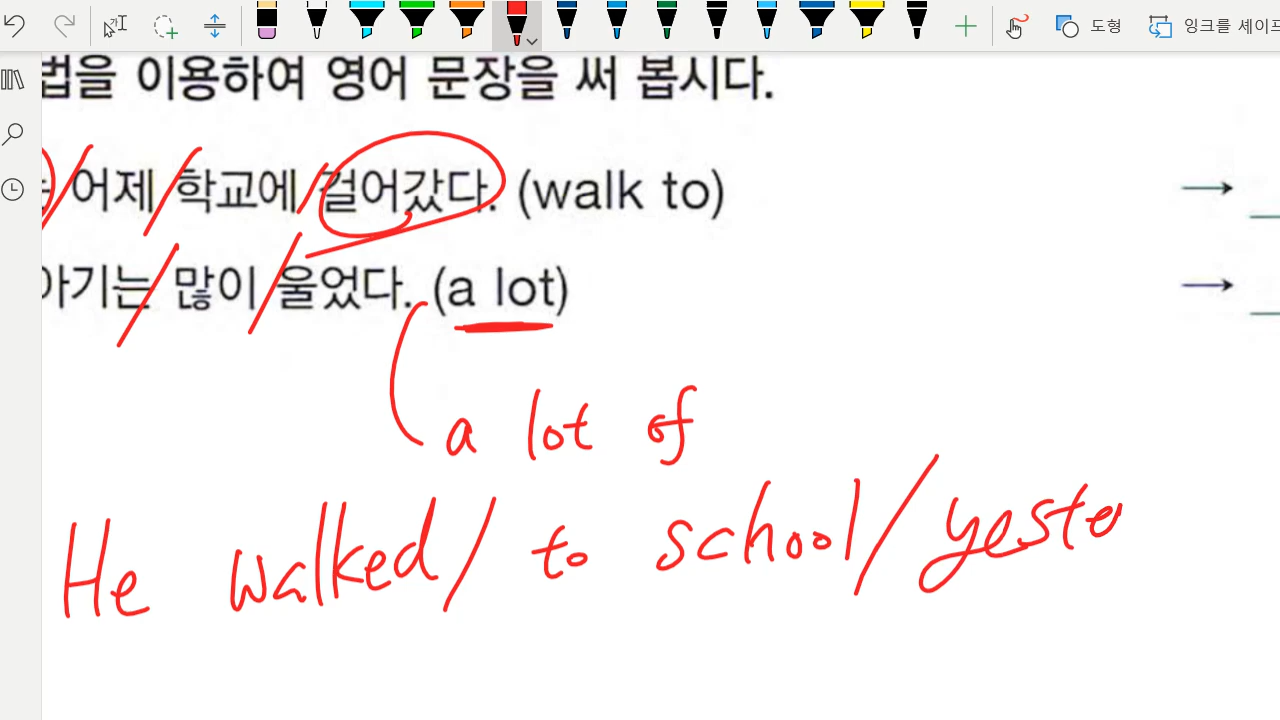 도형
잉크를 셰이프
법을 이용하여 영어 문장을 써 봅시다.
어제 학교에 걸어갔다. (walk to)
아기는 많이 울었다. (a lot)
a lot of
He walked / to school / yeste